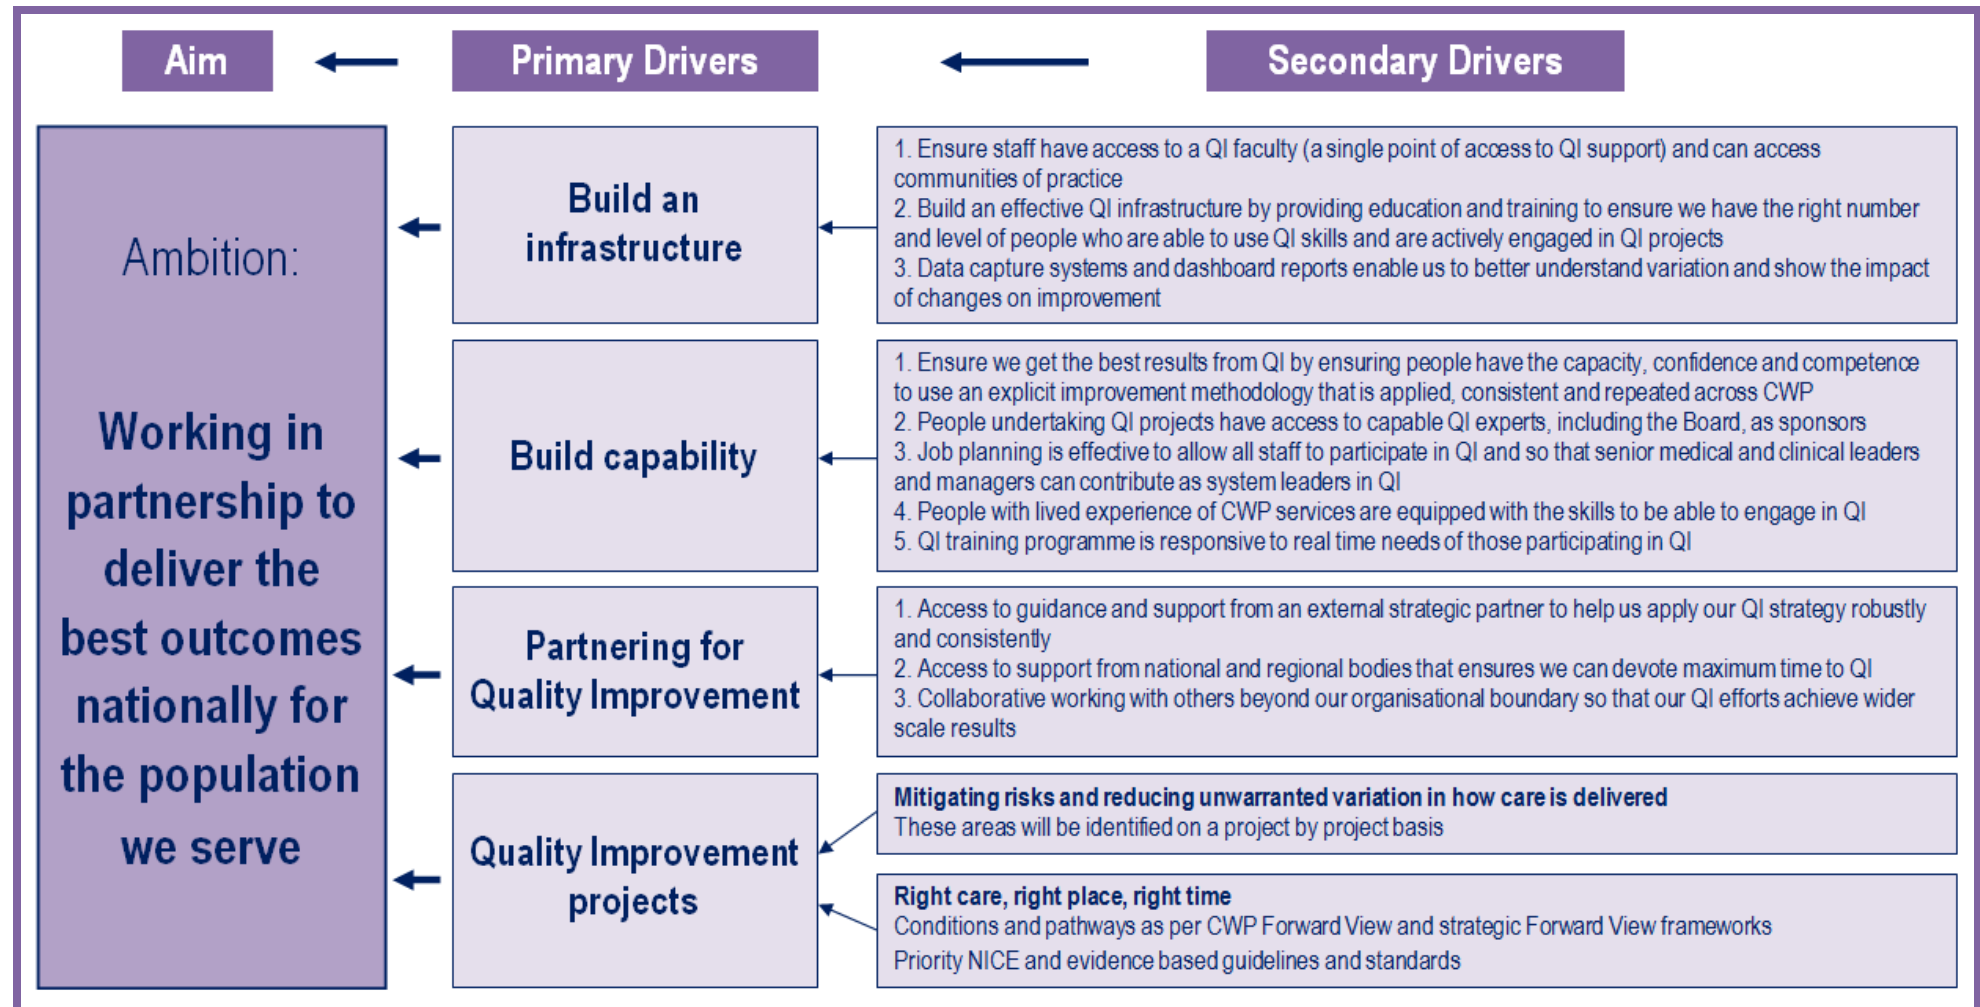 Aim
Primary Drivers
Secondary Drivers
Ambition:
Working in
partnership to
deliver the
best outcomes
nationally for
the population
we serve
Build an
infrastructure
1. Ensure staff have access to a QI faculty (a single point of access to QI support) and can access
communities of practice
2. Build an effective QI infrastructure by providing education and training to ensure we have the right number
and level of people who are able to use QI skills and are actively engaged in QI projects
3. Data capture systems and dashboard reports enable us to better understand variation and show the impact
of changes on improvement
Build capability
1. Ensure we get the best results from QI by ensuring people have the capacity, confidence and competence
to use an explicit improvement methodology that is applied, consistent and repeated across CWP
2. People undertaking QI projects have access to capable QI experts, including the Board, as sponsors
3. Job planning is effective to allow all staff to participate in QI and so that senior medical and clinical leaders
and managers can contribute as system leaders in QI
4. People with lived experience of CWP services are equipped with the skills to be able to engage in QI
5. QI training programme is responsive to real time needs of those participating in QI
Partnering for
Quality Improvement
1. Access to guidance and support from an external strategic partner to help us apply our QI strategy robustly
and consistently
2. Access to support from national and regional bodies that ensures we can devote maximum time to QI
3. Collaborative working with others beyond our organisational boundary so that our QI efforts achieve wider
scale results
Quality Improvement
projects
Mitigating risks and reducing unwarranted variation in how care is delivered
These areas will be identified on a project by project basis
Right care, right place, right time
Conditions and pathways as per CWP Forward View and strategic Forward View frameworks
Priority NICE and evidence based guidelines and standards